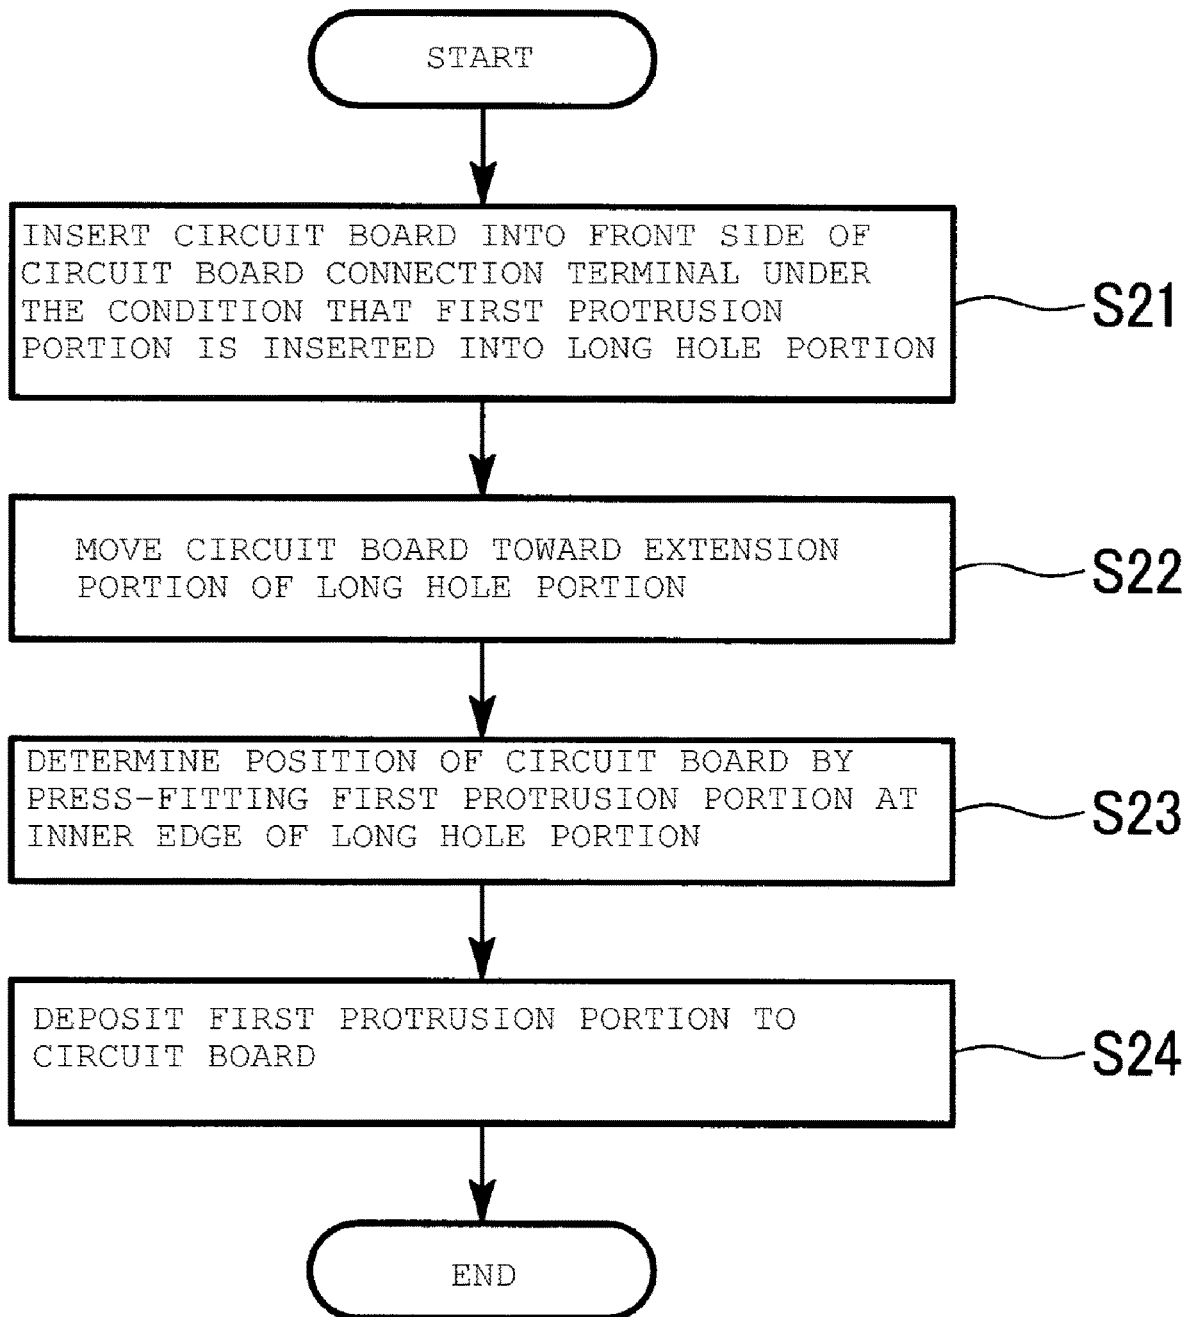 START
INSERT CIRCUIT BOARD INTO FRONT SIDE OF
CIRCUIT BOARD CONNECTION TERMINAL UNDER
THE CONDITION THAT FIRST PROTRUSION
PORTION IS INSERTED INTO LONG HOLE PORTION
S21
MOVE CIRCUIT BOARD TOWARD EXTENSION
PORTION OF LONG HOLE PORTION
S22
DETERMINE POSITION OF CIRCUIT BOARD BY
PRESS-FITTING FIRST PROTRUSION PORTION AT
INNER EDGE OF LONG HOLE PORTION
S23
DEPOSIT FIRST PROTRUSION PORTION TO
CIRCUIT BOARD
S24
END